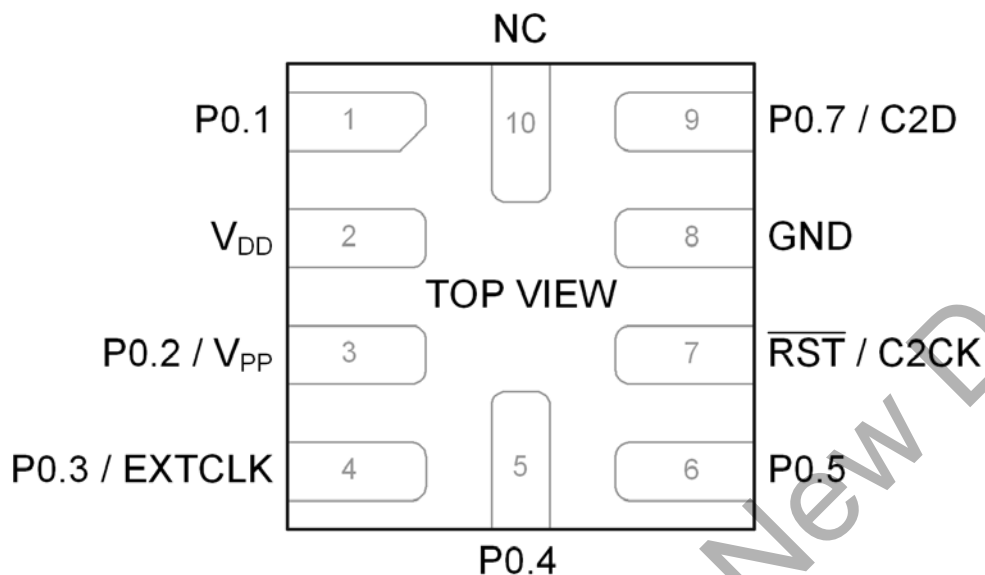 NC
P0.1 1 10 9 P0.7 / C2D
VDD 2 8 GND
TOP VIEW
P0.2 / VPP 3 7 R̅S̅T̅ / C2CK
P0.3 / EXTCLK 4 5 6 P0.5
P0.4
New